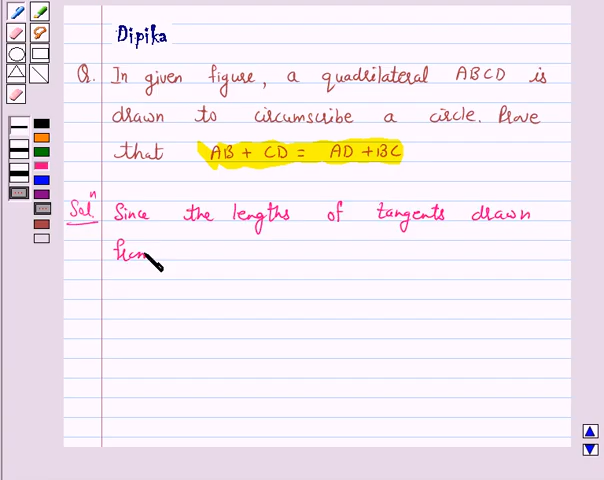 Dipika
Q. In given figure, a quadrilateral ABCD is
drawn to circumscribe a circle. Prove
that AB + CD = AD + BC
Solⁿ Since the lengths of tangents drawn
from